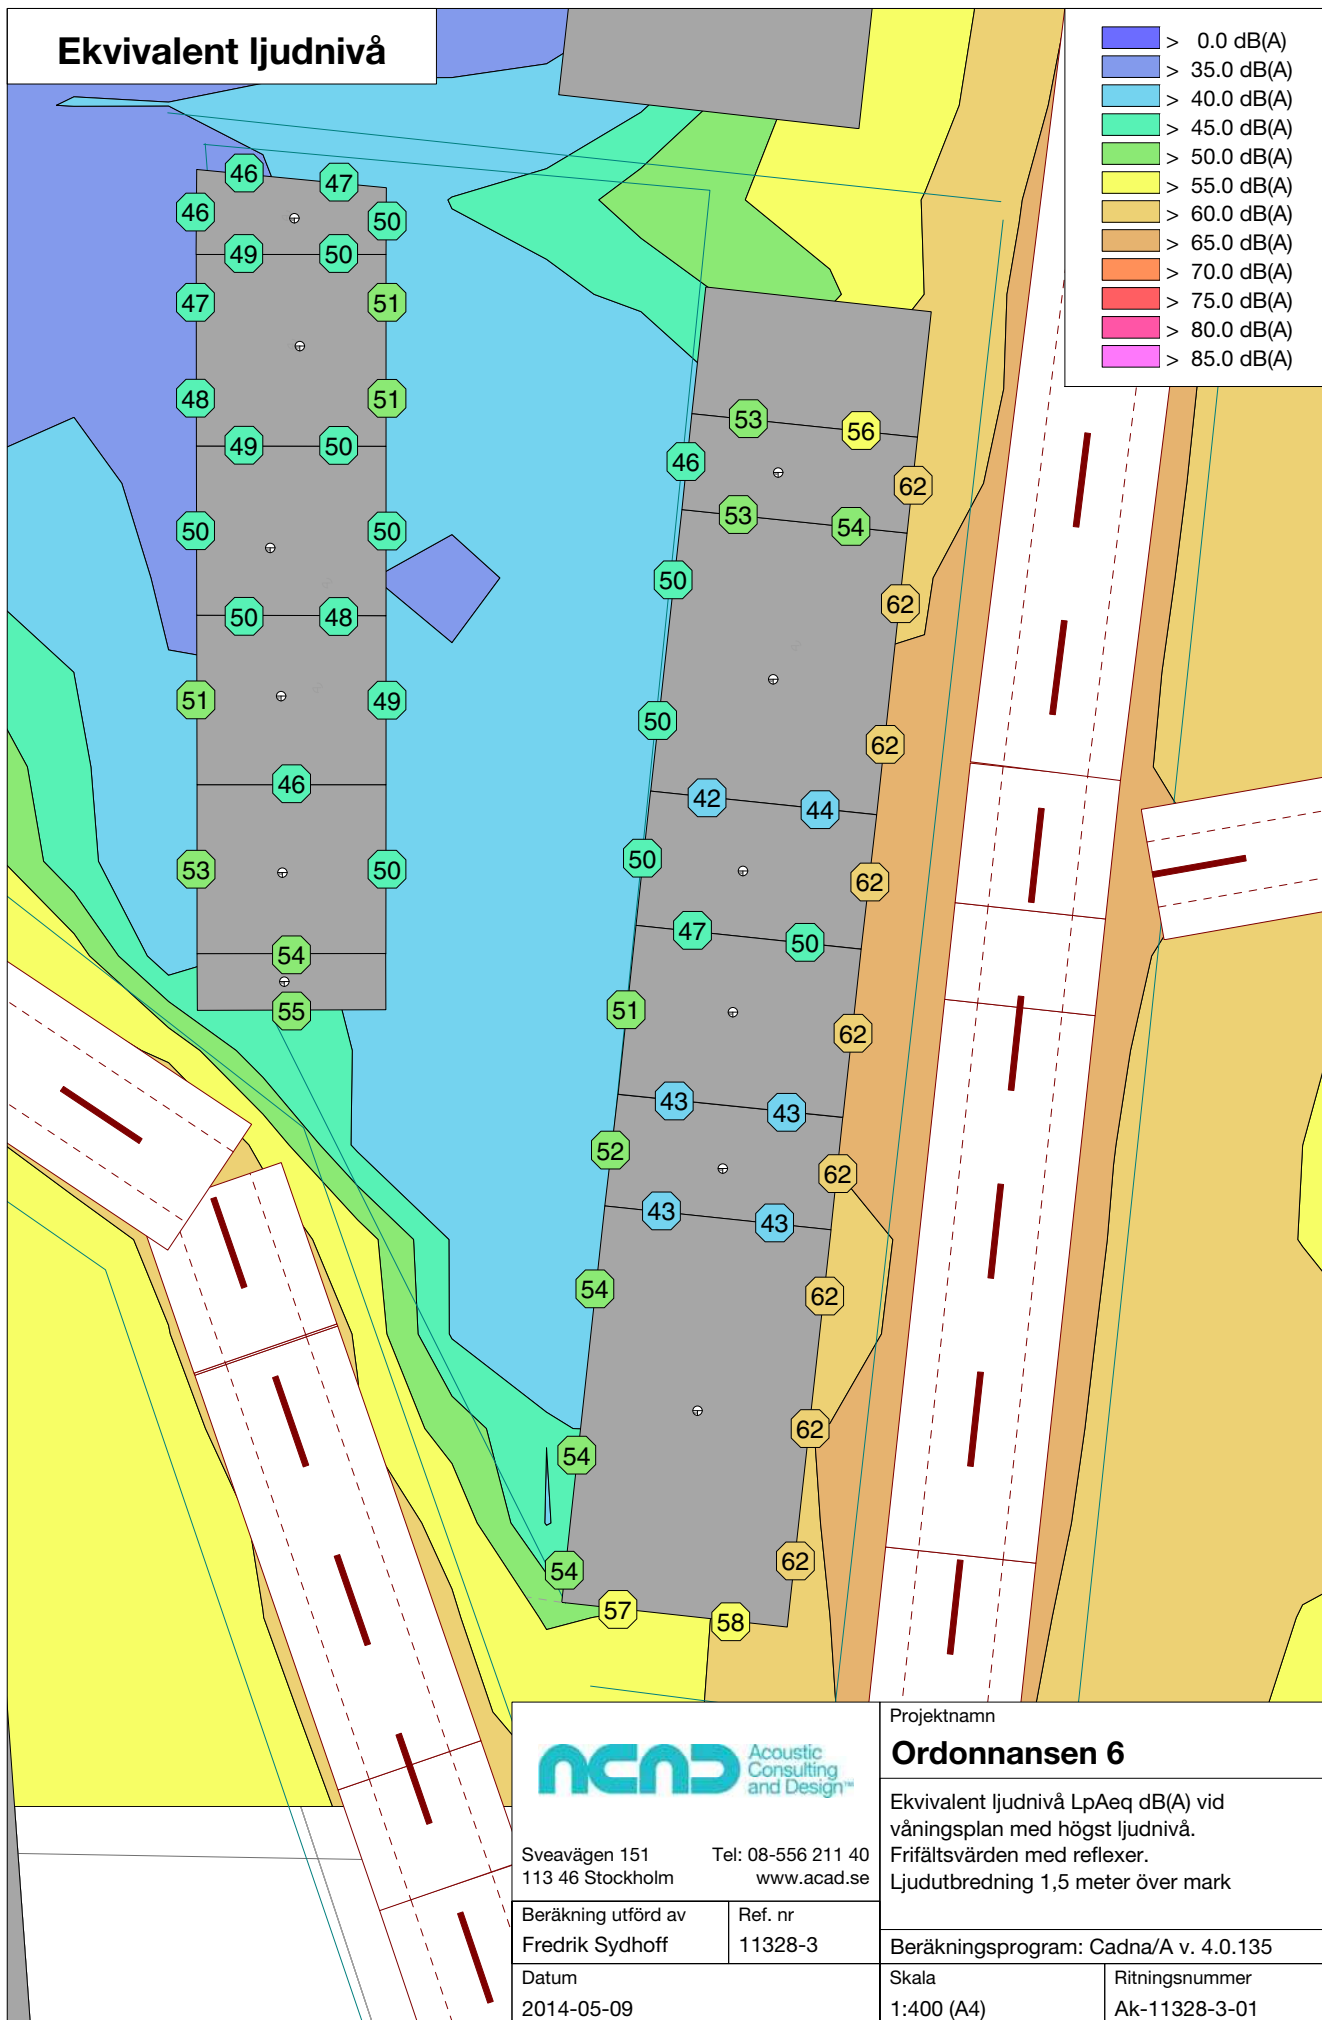 Ekvivalent ljudnivå
> 0.0 dB(A)
> 35.0 dB(A)
> 40.0 dB(A)
> 45.0 dB(A)
> 50.0 dB(A)
> 55.0 dB(A)
> 60.0 dB(A)
> 65.0 dB(A)
> 70.0 dB(A)
> 75.0 dB(A)
> 80.0 dB(A)
> 85.0 dB(A)
46 47
46 50
49 50
47 51
48 51
49 50
50 50
50 48
51 49
46
53 50
54
55
53 56
46 62
53 54
50 62
50 62
42 44
50 62
47 50
51 62
43 43
52 62
43 43
54 62
54 62
54 62
57 58
ACAD
Acoustic
Consulting
and Design™
Sveavägen 151 Tel: 08-556 211 40
113 46 Stockholm www.acad.se
Beräkning utförd av
Fredrik Sydhoff
Ref. nr
11328-3
Datum
2014-05-09
Projektnamn
Ordonnansen 6
Ekvivalent ljudnivå LpAeq dB(A) vid
våningsplan med högst ljudnivå.
Frifältsvärden med reflexer.
Ljudutbredning 1,5 meter över mark
Beräkningsprogram: Cadna/A v. 4.0.135
Skala
1:400 (A4)
Ritningsnummer
Ak-11328-3-01